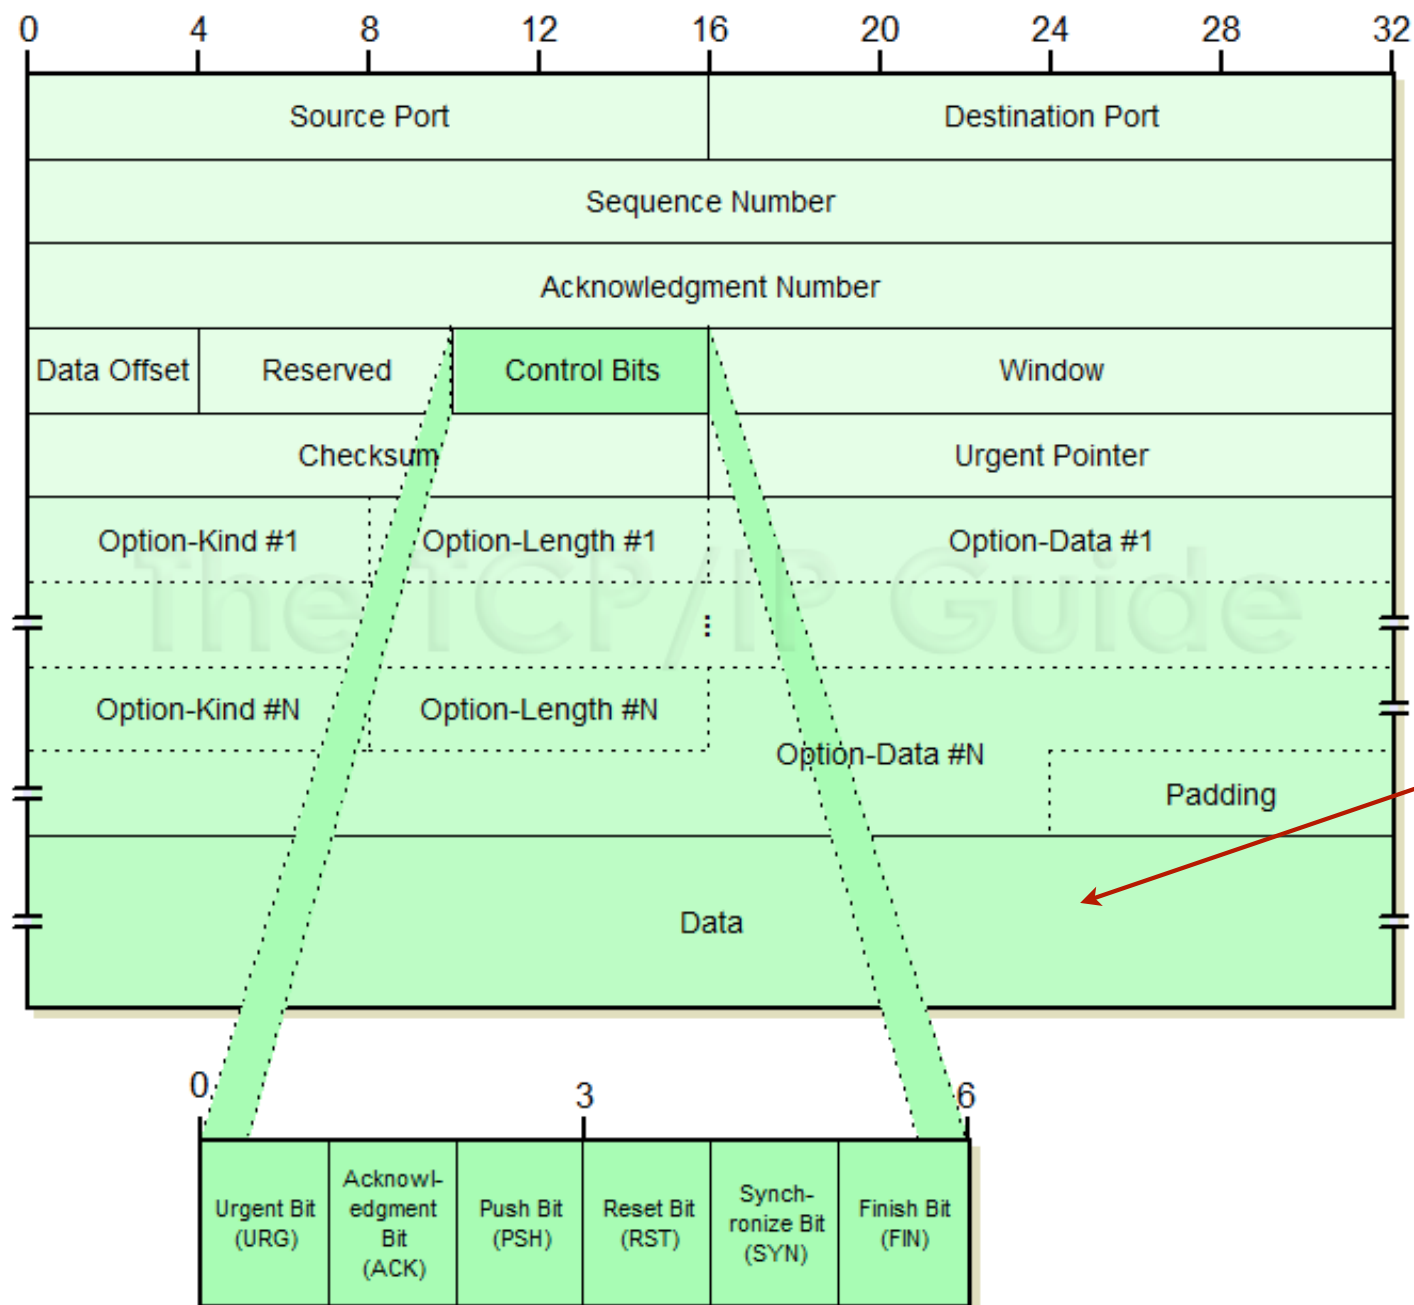 0 4 8 12 16 20 24 28 32
Source Port Destination Port
Sequence Number
Acknowledgment Number
Data Offset Reserved Control Bits Window
Checksum Urgent Pointer
Option-Kind #1 Option-Length #1 Option-Data #1
The TCP/IP Guide
...
Option-Kind #N Option-Length #N
Option-Data #N
Padding
Data
0 3 6
Urgent Bit
(URG)
Acknowl-
edgment
Bit
(ACK)
Push Bit
(PSH)
Reset Bit
(RST)
Synch-
ronize Bit
(SYN)
Finish Bit
(FIN)